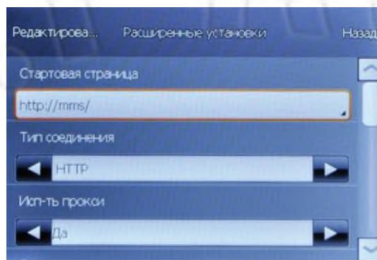 Редактирова... Расширенные установки Назад
Стартовая страница
http://mms/
Тип соединения
HTTP
Исп-ть прокси
Да